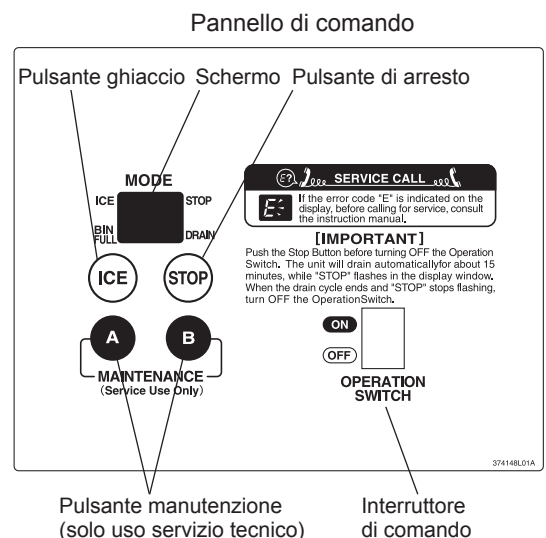 Pannello di comando
Pulsante ghiaccio Schermo Pulsante di arresto
MODE
ICE STOP
BIN
FULL DRAIN
ICE STOP
A B
MAINTENANCE
(Service Use Only)
E? SERVICE CALL
E If the error code "E" is indicated on the
display, before calling for service, consult
the instruction manual.
[IMPORTANT]
Push the Stop Button before turning OFF the Operation
Switch. The unit will drain automaticallyfor about 15
minutes, while "STOP" flashes in the display window.
When the drain cycle ends and "STOP" stops flashing,
turn OFF the OperationSwitch.
ON
OFF
OPERATION
SWITCH
374148L01A
Pulsante manutenzione
(solo uso servizio tecnico)
Interruttore
di comando